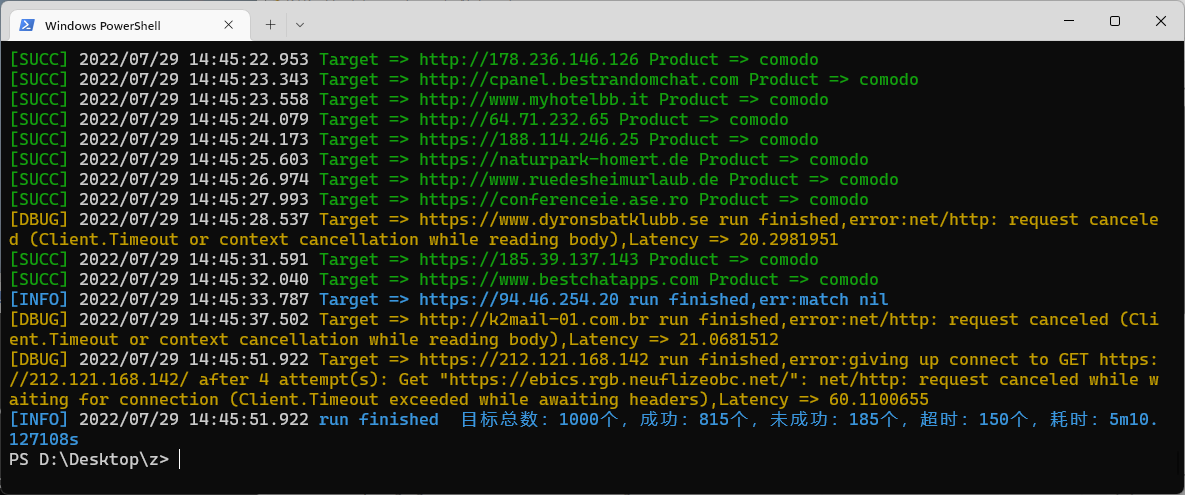 Windows PowerShell
[SUCC] 2022/07/29 14:45:22.953 Target => http://178.236.146.126 Product => comodo
[SUCC] 2022/07/29 14:45:23.343 Target => http://cpanel.bestrandomchat.com Product => comodo
[SUCC] 2022/07/29 14:45:23.558 Target => http://www.myhotelbb.it Product => comodo
[SUCC] 2022/07/29 14:45:24.079 Target => http://64.71.232.65 Product => comodo
[SUCC] 2022/07/29 14:45:24.173 Target => https://188.114.246.25 Product => comodo
[SUCC] 2022/07/29 14:45:25.603 Target => https://naturpark-homert.de Product => comodo
[SUCC] 2022/07/29 14:45:26.974 Target => http://www.ruedesheimurlaub.de Product => comodo
[SUCC] 2022/07/29 14:45:27.993 Target => https://conferenceie.ase.ro Product => comodo
[DBUG] 2022/07/29 14:45:28.537 Target => https://www.dyronsbatklubb.se run finished,error:net/http: request cancele
d (Client.Timeout or context cancellation while reading body),Latency => 20.2981951
[SUCC] 2022/07/29 14:45:31.591 Target => https://185.39.137.143 Product => comodo
[SUCC] 2022/07/29 14:45:32.040 Target => https://www.bestchatapps.com Product => comodo
[INFO] 2022/07/29 14:45:33.787 Target => https://94.46.254.20 run finished,err:match nil
[DBUG] 2022/07/29 14:45:37.502 Target => http://k2mail-01.com.br run finished,error:net/http: request canceled (Cli
ent.Timeout or context cancellation while reading body),Latency => 21.0681512
[DBUG] 2022/07/29 14:45:51.922 Target => https://212.121.168.142 run finished,error:giving up connect to GET https:
//212.121.168.142/ after 4 attempt(s): Get "https://ebics.rgb.neuflizeobc.net/": net/http: request canceled while w
aiting for connection (Client.Timeout exceeded while awaiting headers),Latency => 60.1100655
[INFO] 2022/07/29 14:45:51.922 run finished 目标总数：1000个，成功：815个，未成功：185个，超时：150个，耗时：5m10.
127108s
PS D:\Desktop\z>